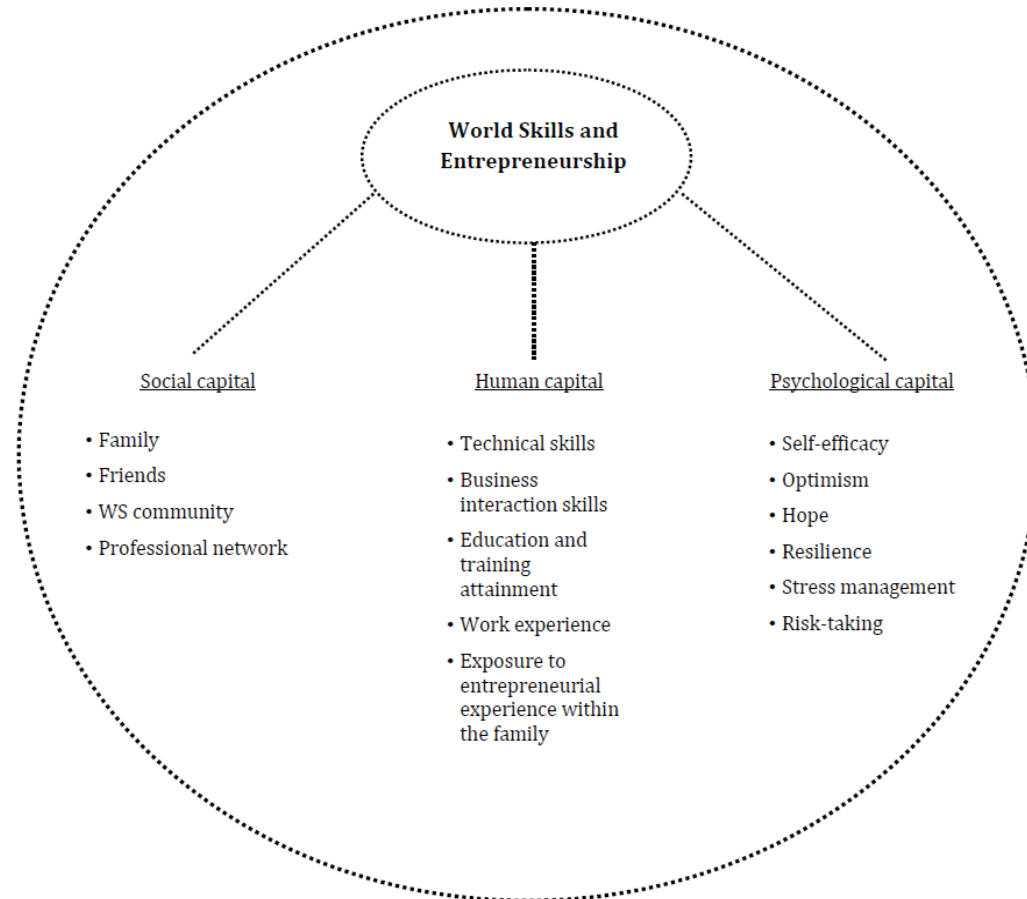 World Skills and
Entrepreneurship
Social capital
• Family
• Friends
• WS community
• Professional network
Human capital
• Technical skills
• Business
interaction skills
• Education and
training
attainment
• Work experience
• Exposure to
entrepreneurial
experience within
the family
Psychological capital
• Self-efficacy
• Optimism
• Hope
• Resilience
• Stress management
• Risk-taking